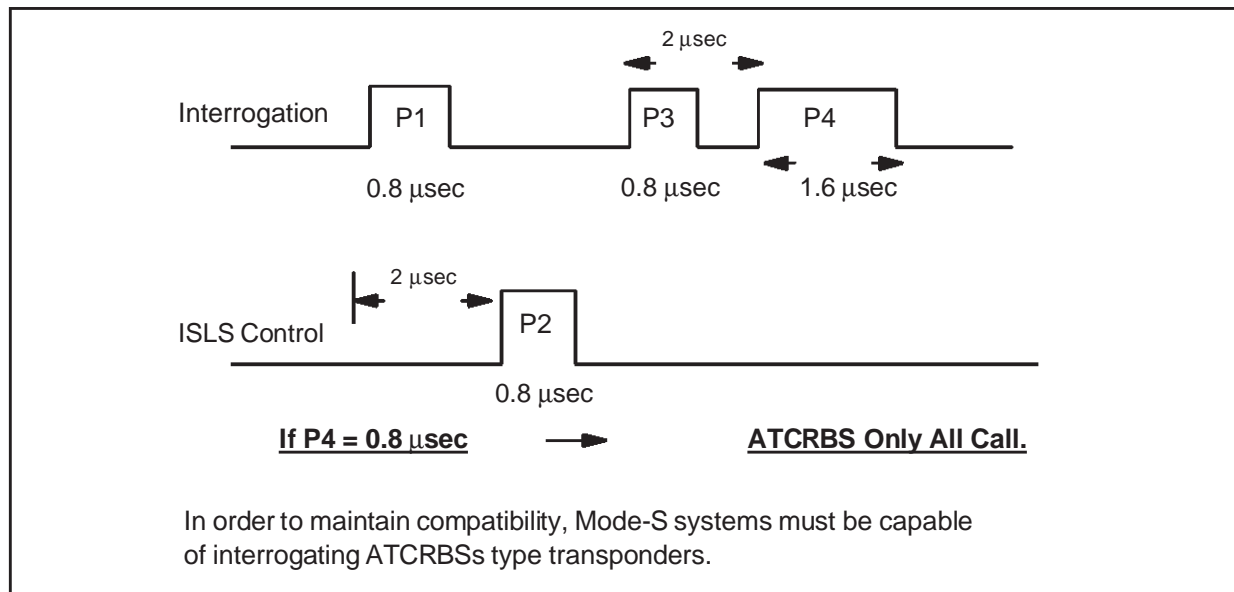 2 μsec
Interrogation
P1
P3
P4
0.8 μsec
0.8 μsec
1.6 μsec
2 μsec
P2
ISLS Control
0.8 μsec
If P4 = 0.8 μsec
ATCRBS Only All Call.
In order to maintain compatibility, Mode-S systems must be capable
of interrogating ATCRBSs type transponders.